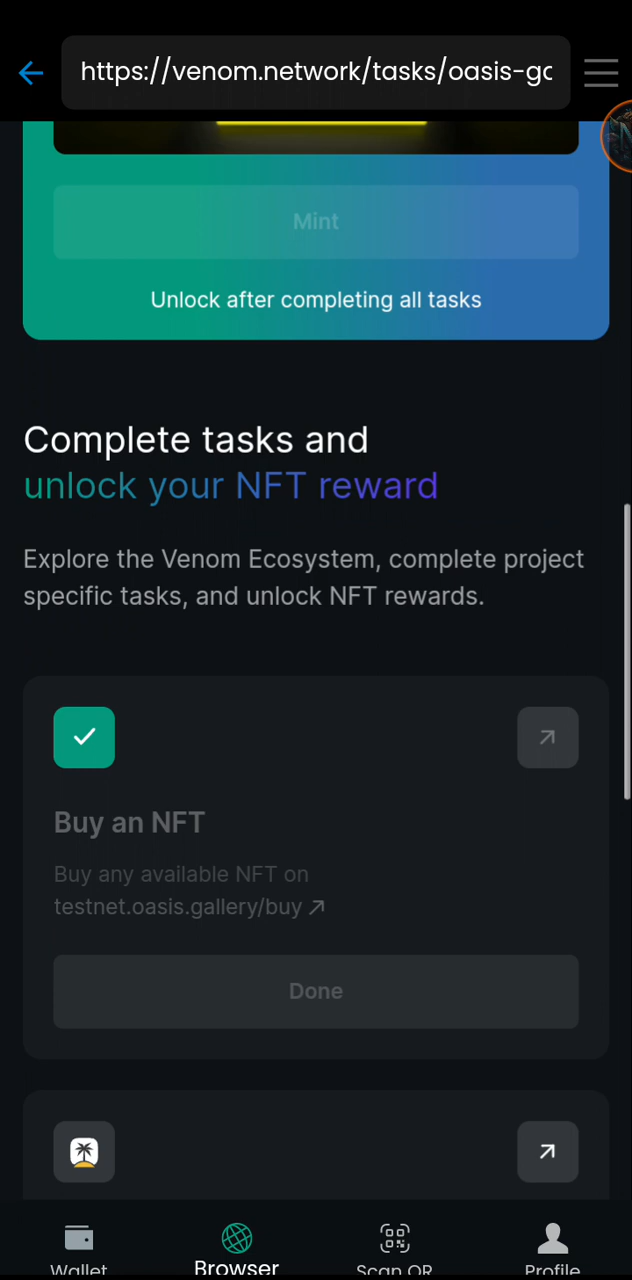 https://venom.network/tasks/oasis-ga
Mint
Unlock after completing all tasks
Complete tasks and
unlock your NFT reward
Explore the Venom Ecosystem, complete project
specific tasks, and unlock NFT rewards.
Buy an NFT
Buy any available NFT on
testnet.oasis.gallery/buy ↗
Done
Wallet
Browser
Scan QR
Profile